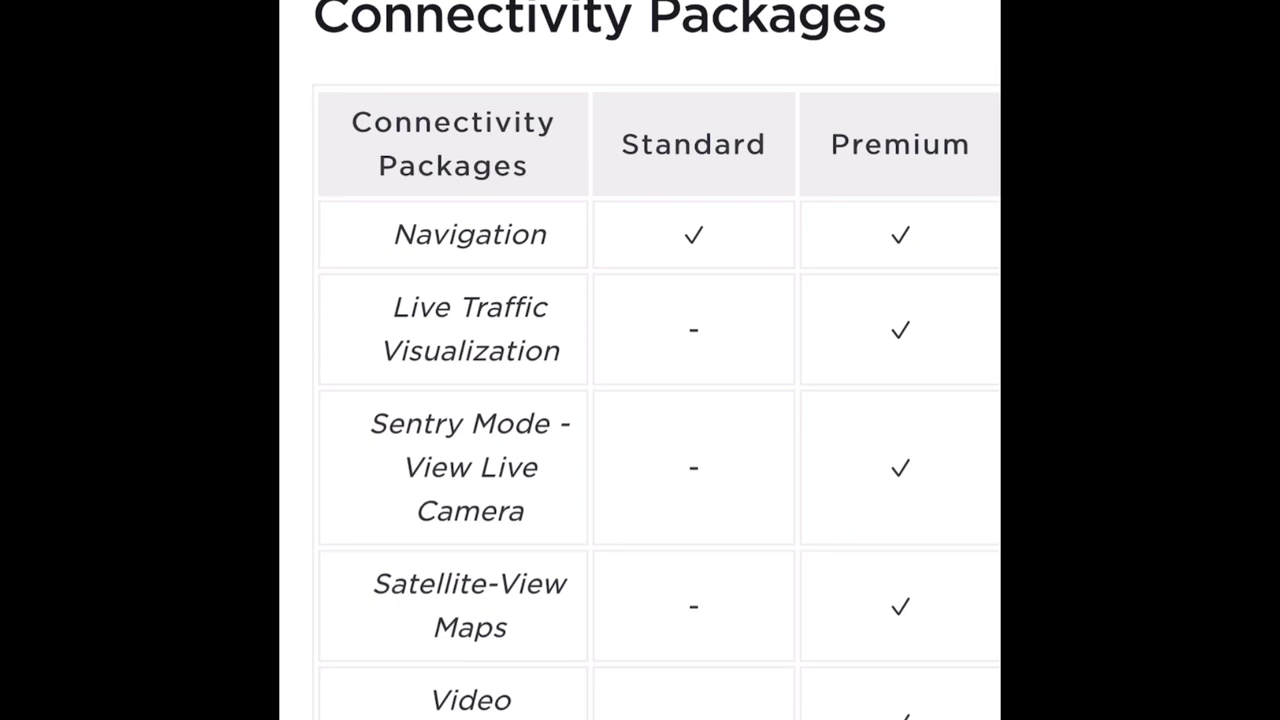 Connectivity Packages
Connectivity
Packages
Standard
Premium
Navigation
✓
✓
Live Traffic
Visualization
-
✓
Sentry Mode -
View Live
Camera
-
✓
Satellite-View
Maps
-
✓
Video